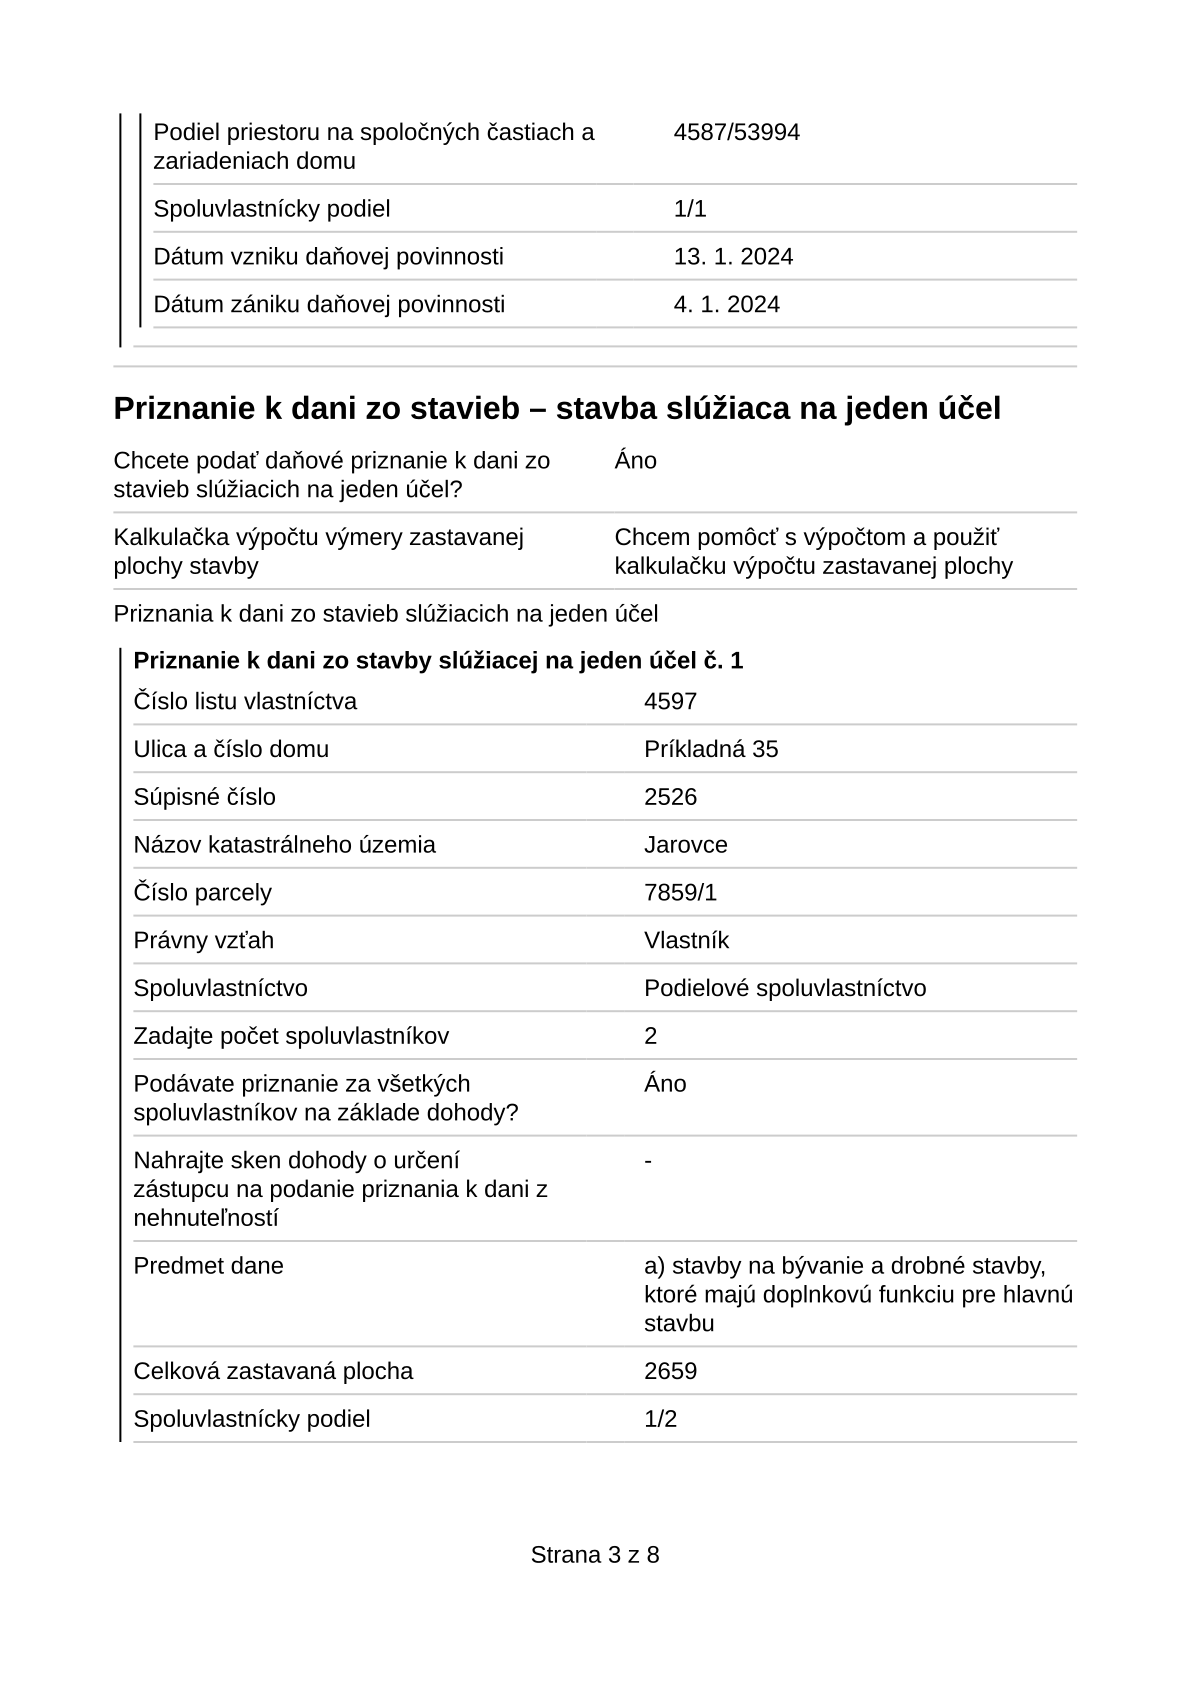 Podiel priestoru na spoločných častiach a 4587/53994
zariadeniach domu
Spoluvlastnícky podiel 1/1
Dátum vzniku daňovej povinnosti 13. 1. 2024
Dátum zániku daňovej povinnosti 4. 1. 2024
Priznanie k dani zo stavieb – stavba slúžiaca na jeden účel
Chcete podať daňové priznanie k dani zo Áno
stavieb slúžiacich na jeden účel?
Kalkulačka výpočtu výmery zastavanej Chcem pomôcť s výpočtom a použiť
plochy stavby kalkulačku výpočtu zastavanej plochy
Priznania k dani zo stavieb slúžiacich na jeden účel
Priznanie k dani zo stavby slúžiacej na jeden účel č. 1
Číslo listu vlastníctva 4597
Ulica a číslo domu Príkladná 35
Súpisné číslo 2526
Názov katastrálneho územia Jarovce
Číslo parcely 7859/1
Právny vzťah Vlastník
Spoluvlastníctvo Podielové spoluvlastníctvo
Zadajte počet spoluvlastníkov 2
Podávate priznanie za všetkých Áno
spoluvlastníkov na základe dohody?
Nahrajte sken dohody o určení -
zástupcu na podanie priznania k dani z
nehnuteľností
Predmet dane a) stavby na bývanie a drobné stavby,
ktoré majú doplnkovú funkciu pre hlavnú
stavbu
Celková zastavaná plocha 2659
Spoluvlastnícky podiel 1/2
Strana 3 z 8